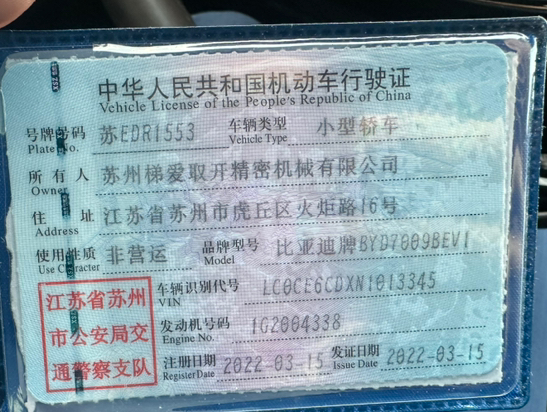 中华人民共和国机动车行驶证
Vehicle License of the People's Republic of China
号牌号码 苏EDR1553 车辆类型 小型轿车
Plate No. Vehicle Type
所有人 苏州梯爱取开精密机械有限公司
Owner
住址 江苏省苏州市虎丘区火炬路16号
Address
使用性质 非营运 品牌型号 比亚迪牌BYD7009BEV1
Use Character Model
车辆识别代号 LC0CE6CDXN1013345
VIN
发动机号码 1G2004338
Engine No.
注册日期 2022-03-15 发证日期 2022-03-15
Register Date Issue Date
江苏省苏州
市公安局交
通警察支队